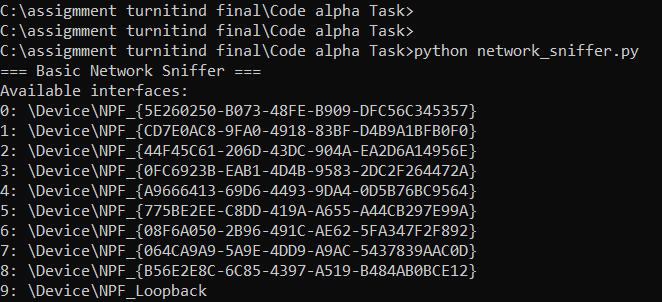 C:\assigmment turnitind final\Code alpha Task>
C:\assigmment turnitind final\Code alpha Task>
C:\assigmment turnitind final\Code alpha Task>python network_sniffer.py
=== Basic Network Sniffer ===
Available interfaces:
0: \Device\NPF_{5E260250-B073-48FE-B909-DFC56C345357}
1: \Device\NPF_{CD7E0AC8-9FA0-4918-83BF-D4B9A1BFB0F0}
2: \Device\NPF_{44F45C61-206D-43DC-904A-EA2D6A14956E}
3: \Device\NPF_{0FC6923B-EAB1-4D4B-9583-2DC2F264472A}
4: \Device\NPF_{A9666413-69D6-4493-9DA4-0D5B76BC9564}
5: \Device\NPF_{775BE2EE-C8DD-419A-A655-A44CB297E99A}
6: \Device\NPF_{08F6A050-2B96-491C-AE62-5FA347F2F892}
7: \Device\NPF_{064CA9A9-5A9E-4DD9-A9AC-5437839AAC0D}
8: \Device\NPF_{B56E2E8C-6C85-4397-A519-B484AB0BCE12}
9: \Device\NPF_Loopback